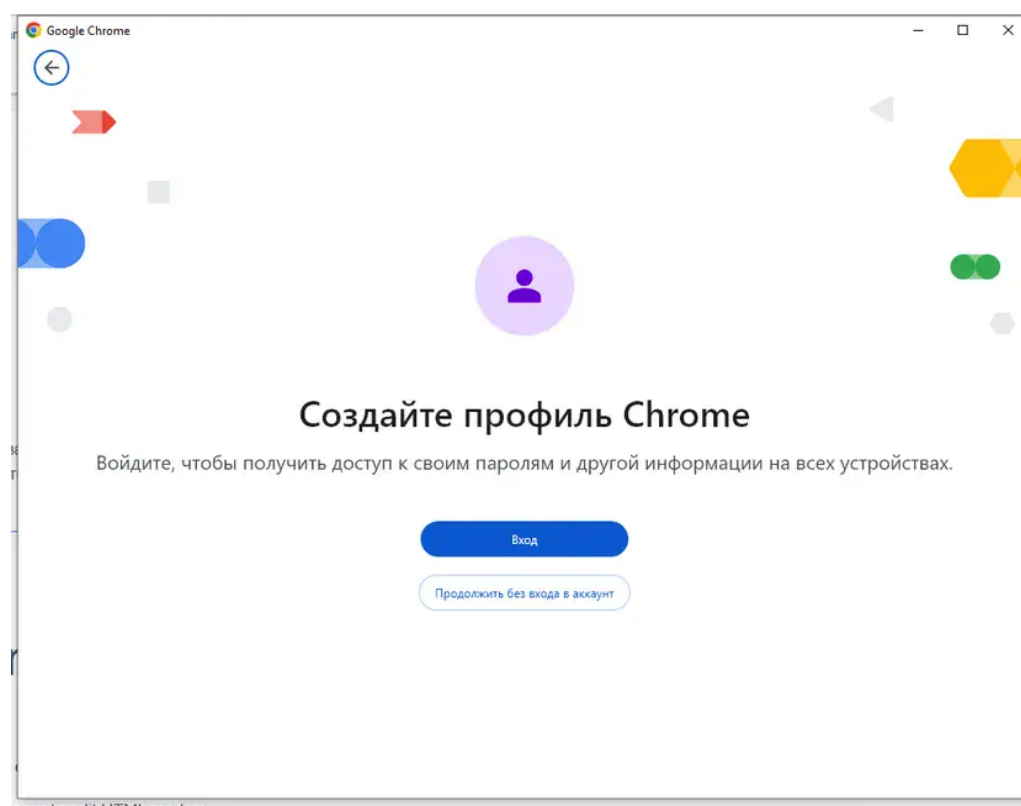 Google Chrome
Создайте профиль Chrome
Войдите, чтобы получить доступ к своим паролям и другой информации на всех устройствах.
Вход
Продолжить без входа в аккаунт